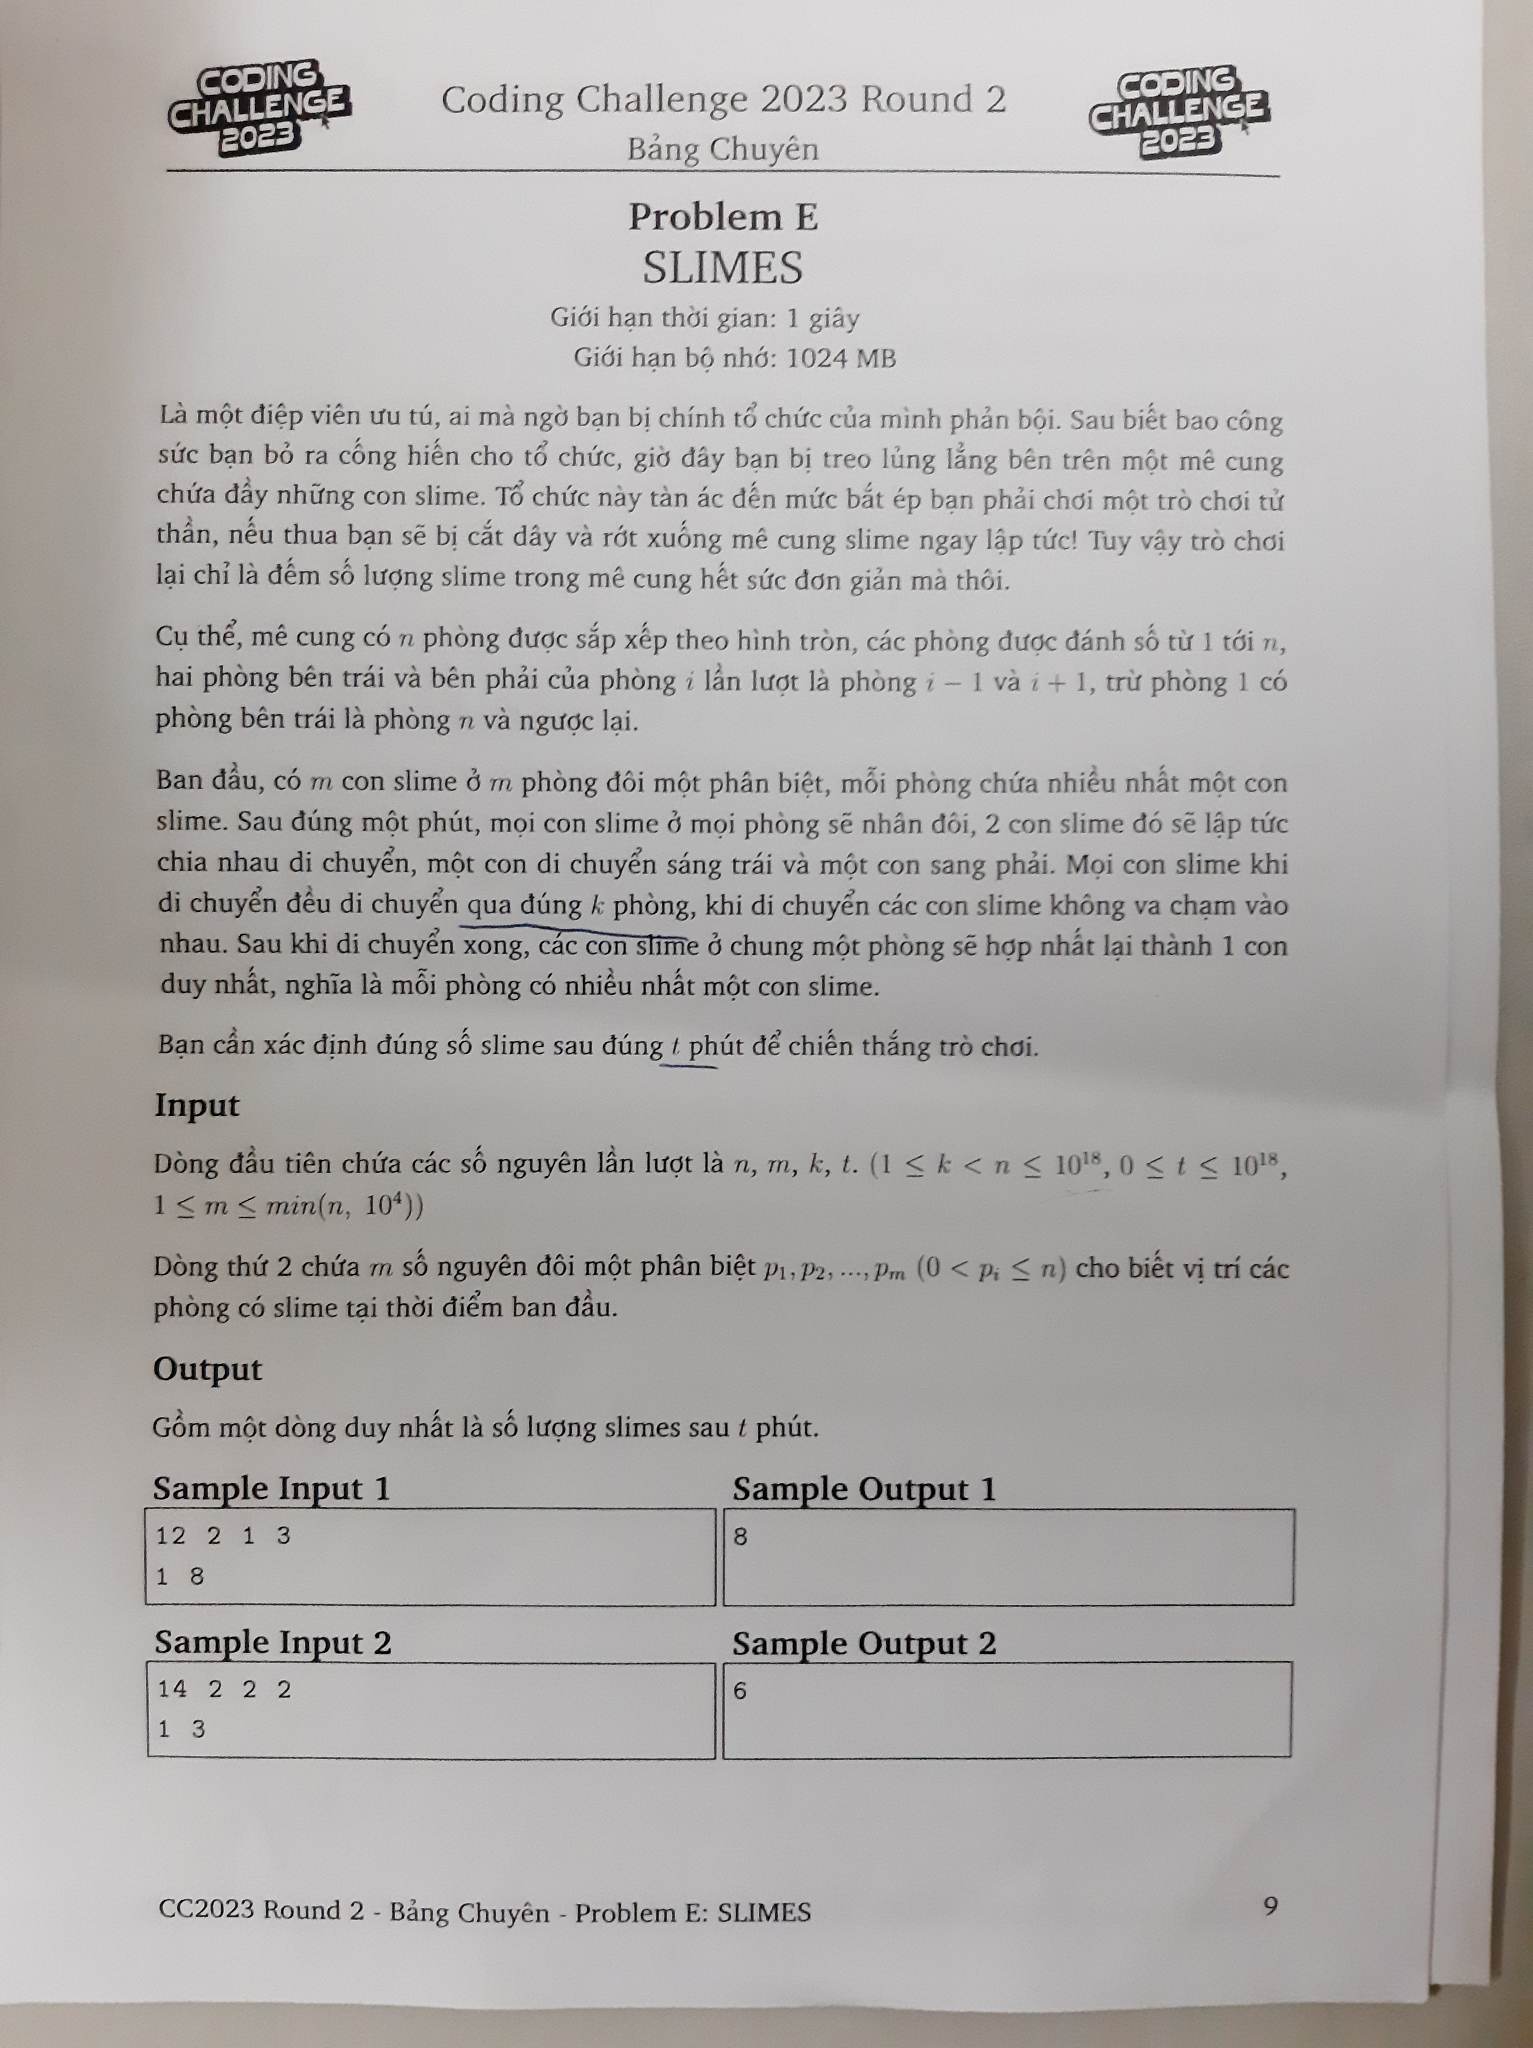 CODING
CHALLENGE
2023
Coding Challenge 2023 Round 2
Bảng Chuyên
CODING
CHALLENGE
2023
Problem E
SLIMES
Giới hạn thời gian: 1 giây
Giới hạn bộ nhớ: 1024 MB
Là một điệp viên ưu tú, ai mà ngờ bạn bị chính tổ chức của mình phản bội. Sau biết bao công
sức bạn bỏ ra cống hiến cho tổ chức, giờ đây bạn bị treo lủng lẳng bên trên một mê cung
chứa đầy những con slime. Tổ chức này tàn ác đến mức bắt ép bạn phải chơi một trò chơi tử
thần, nếu thua bạn sẽ bị cắt dây và rớt xuống mê cung slime ngay lập tức! Tuy vậy trò chơi
lại chỉ là đếm số lượng slime trong mê cung hết sức đơn giản mà thôi.
Cụ thể, mê cung có n phòng được sắp xếp theo hình tròn, các phòng được đánh số từ 1 tới n,
hai phòng bên trái và bên phải của phòng i lần lượt là phòng i − 1 và i + 1, trừ phòng 1 có
phòng bên trái là phòng n và ngược lại.
Ban đầu, có m con slime ở m phòng đôi một phân biệt, mỗi phòng chứa nhiều nhất một con
slime. Sau đúng một phút, mọi con slime ở mọi phòng sẽ nhân đôi, 2 con slime đó sẽ lập tức
chia nhau di chuyển, một con di chuyển sáng trái và một con sang phải. Mọi con slime khi
di chuyển đều di chuyển qua đúng k phòng, khi di chuyển các con slime không va chạm vào
nhau. Sau khi di chuyển xong, các con slime ở chung một phòng sẽ hợp nhất lại thành 1 con
duy nhất, nghĩa là mỗi phòng có nhiều nhất một con slime.
Bạn cần xác định đúng số slime sau đúng t phút để chiến thắng trò chơi.
Input
Dòng đầu tiên chứa các số nguyên lần lượt là n, m, k, t. (1 ≤ k < n ≤ 10¹⁸, 0 ≤ t ≤ 10¹⁸,
1 ≤ m ≤ min(n, 10⁴))
Dòng thứ 2 chứa m số nguyên đôi một phân biệt p₁, p₂, ..., pₘ (0 < pᵢ ≤ n) cho biết vị trí các
phòng có slime tại thời điểm ban đầu.
Output
Gồm một dòng duy nhất là số lượng slimes sau t phút.
Sample Input 1
Sample Output 1
12 2 1 3
1 8
8
Sample Input 2
Sample Output 2
14 2 2 2
1 3
6
CC2023 Round 2 - Bảng Chuyên - Problem E: SLIMES
9